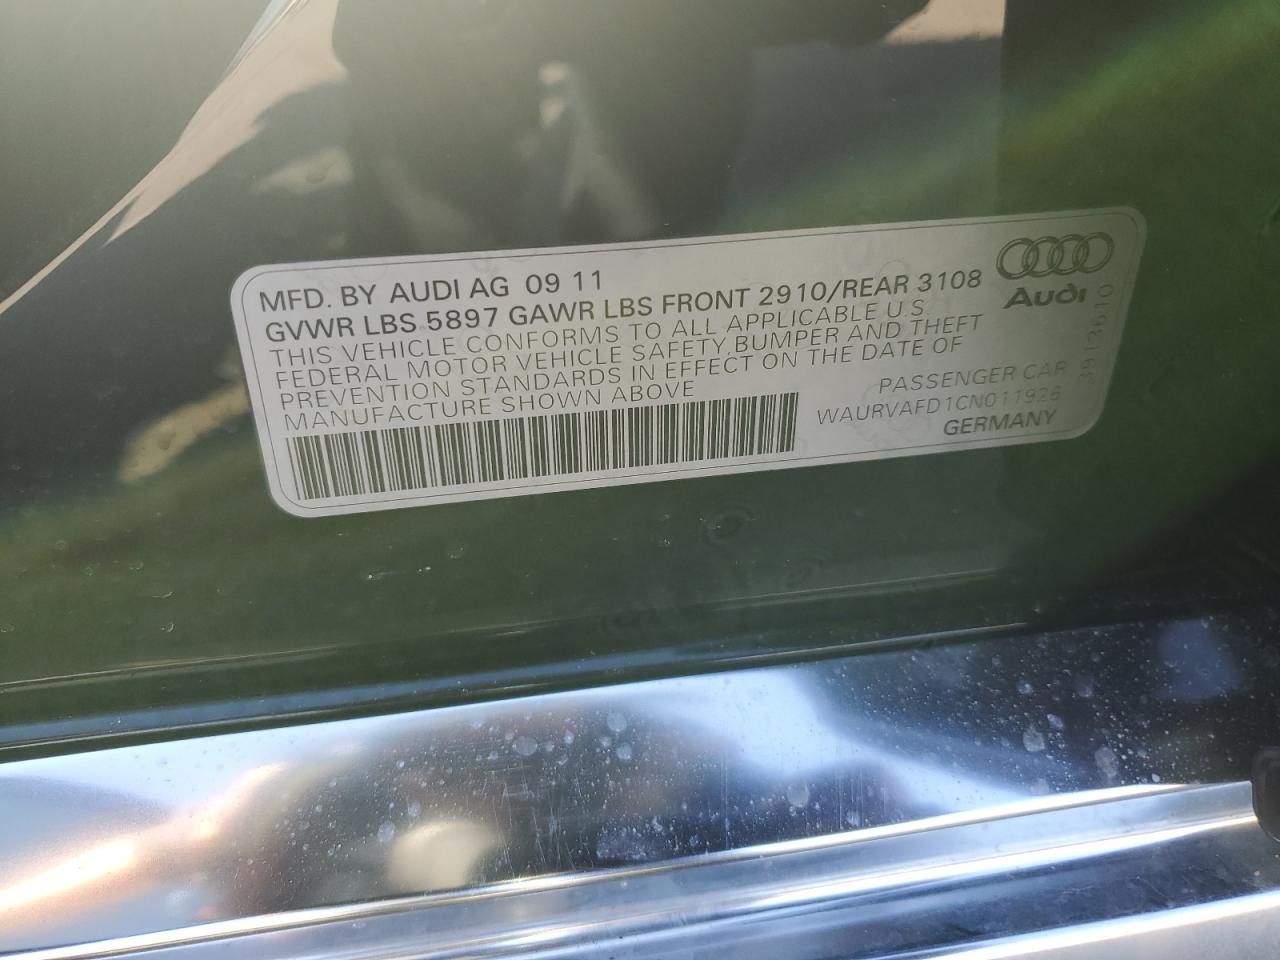 MFD. BY AUDI AG 09 11
GVWR LBS 5897 GAWR LBS FRONT 2910/REAR 3108
THIS VEHICLE CONFORMS TO ALL APPLICABLE U.S.
FEDERAL MOTOR VEHICLE SAFETY, BUMPER AND THEFT
PREVENTION STANDARDS IN EFFECT ON THE DATE OF
MANUFACTURE SHOWN ABOVE
Audi
PASSENGER CAR
WAURVAFD1CN011926
GERMANY
3913610